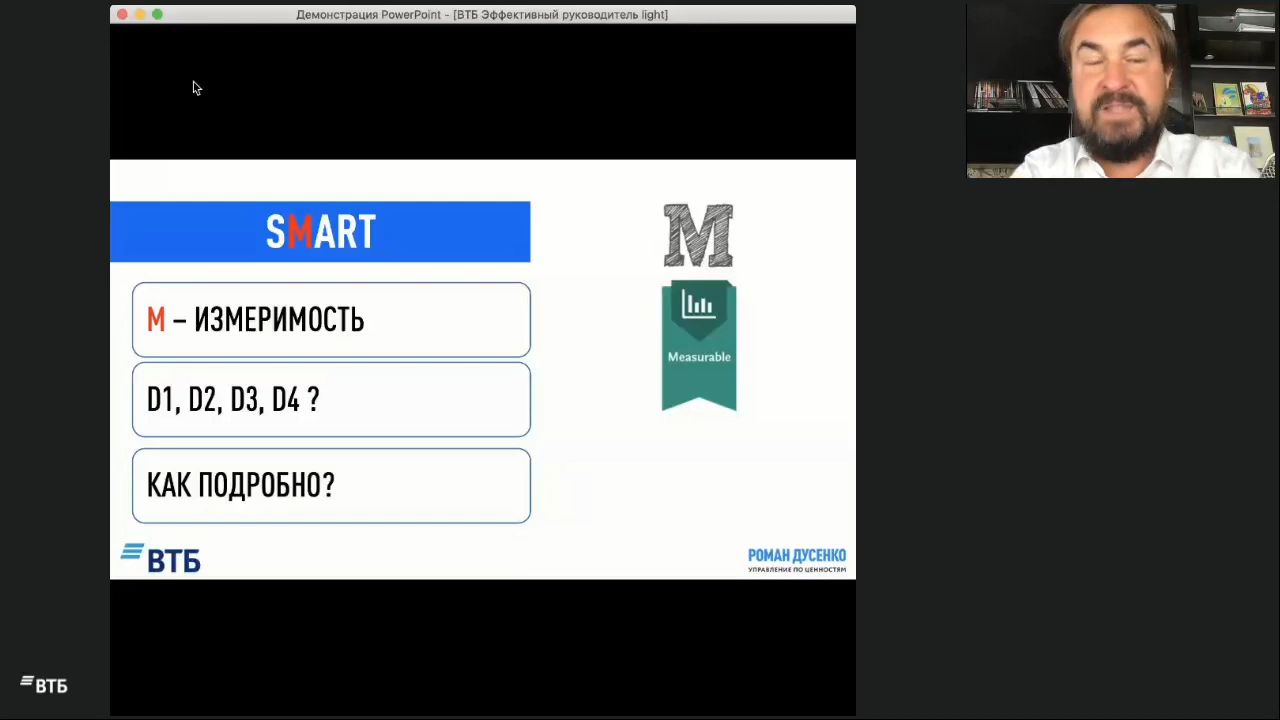 Демонстрация PowerPoint - [ВТБ Эффективный руководитель light]
SMART
M
М – ИЗМЕРИМОСТЬ
Measurable
D1, D2, D3, D4 ?
КАК ПОДРОБНО?
ВТБ
РОМАН ДУСЕНКО
УПРАВЛЕНИЕ ПО ЦЕННОСТЯМ
ВТБ